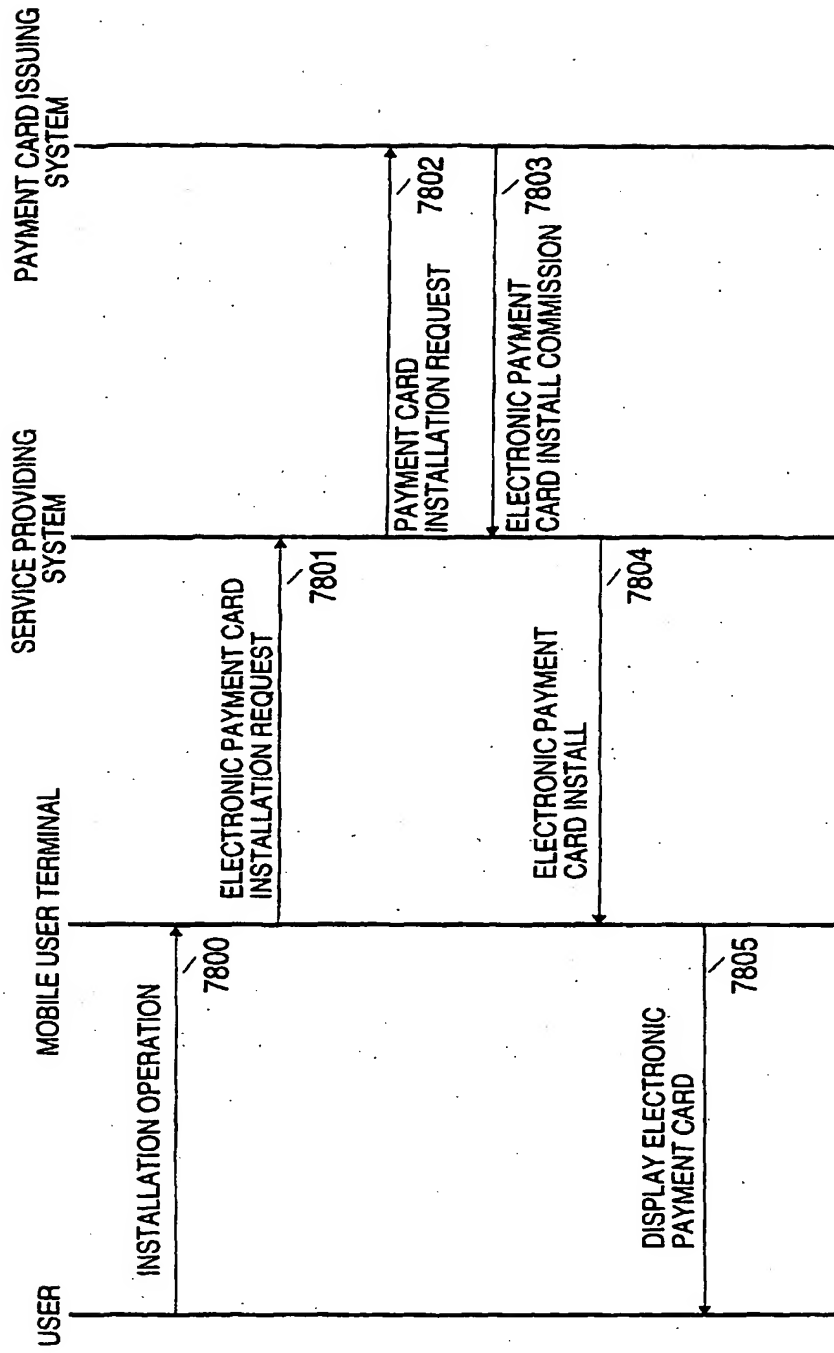 USER
MOBILE USER TERMINAL
SERVICE PROVIDING
SYSTEM
PAYMENT CARD ISSUING
SYSTEM
INSTALLATION OPERATION
7800
ELECTRONIC PAYMENT CARD
INSTALLATION REQUEST
7801
PAYMENT CARD
INSTALLATION REQUEST
7802
ELECTRONIC PAYMENT
CARD INSTALL COMMISSION
7803
ELECTRONIC PAYMENT
CARD INSTALL
7804
DISPLAY ELECTRONIC
PAYMENT CARD
7805